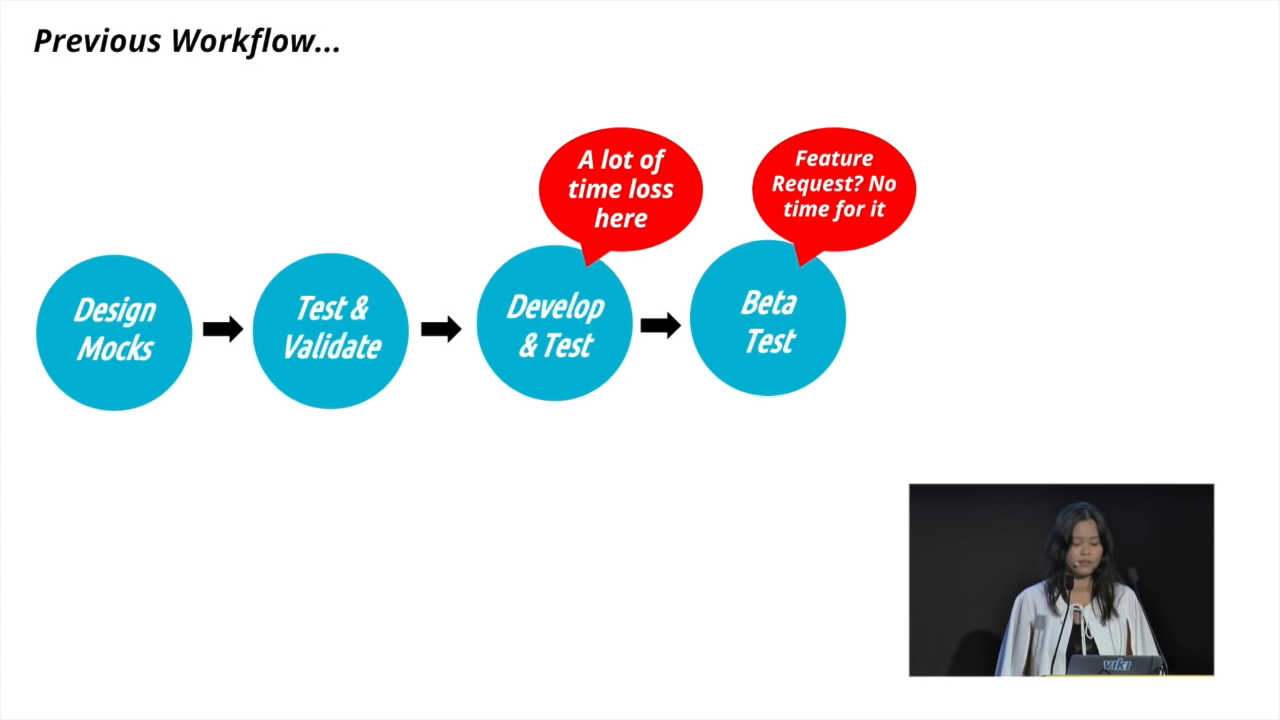 Previous Workflow...
A lot of
time loss
here
Feature
Request? No
time for it
Design
Mocks
Test &
Validate
Develop
& Test
Beta
Test
viki